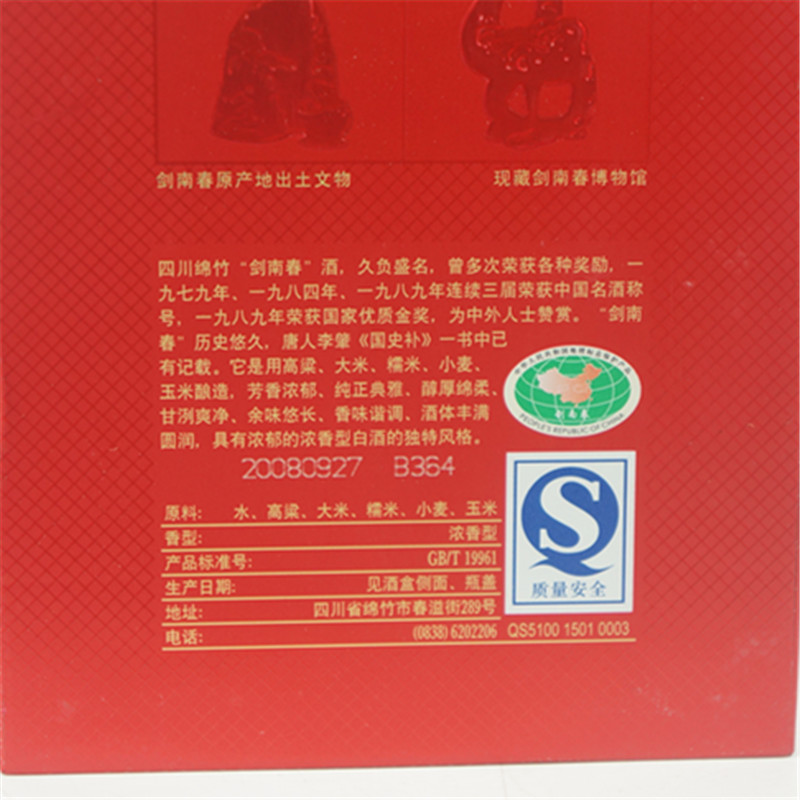 剑南春原产地出土文物 现藏剑南春博物馆
四川绵竹“剑南春”酒，久负盛名，曾多次荣获各种奖励，一
九七九年、一九八四年、一九八九年连续三届荣获中国名酒称
号，一九八九年荣获国家优质金奖，为中外人士赞赏。“剑南
春”历史悠久，唐人李肇《国史补》一书中已
有记载。它是用高粱、大米、糯米、小麦、
玉米酿造，芳香浓郁、纯正典雅、醇厚绵柔、
甘洌爽净、余味悠长、香味谐调、酒体丰满
圆润，具有浓郁的浓香型白酒的独特风格。
剑南春
PEOPLE'S REPUBLIC OF CHINA
20080927 B364
原料： 水、高粱、大米、糯米、小麦、玉米
香型： 浓香型
产品标准号： GB/T 19961
生产日期： 见酒盒侧面、瓶盖
地址： 四川省绵竹市春溢街289号
电话： (0838) 6202206
S
质量安全
QS5100 1501 0003